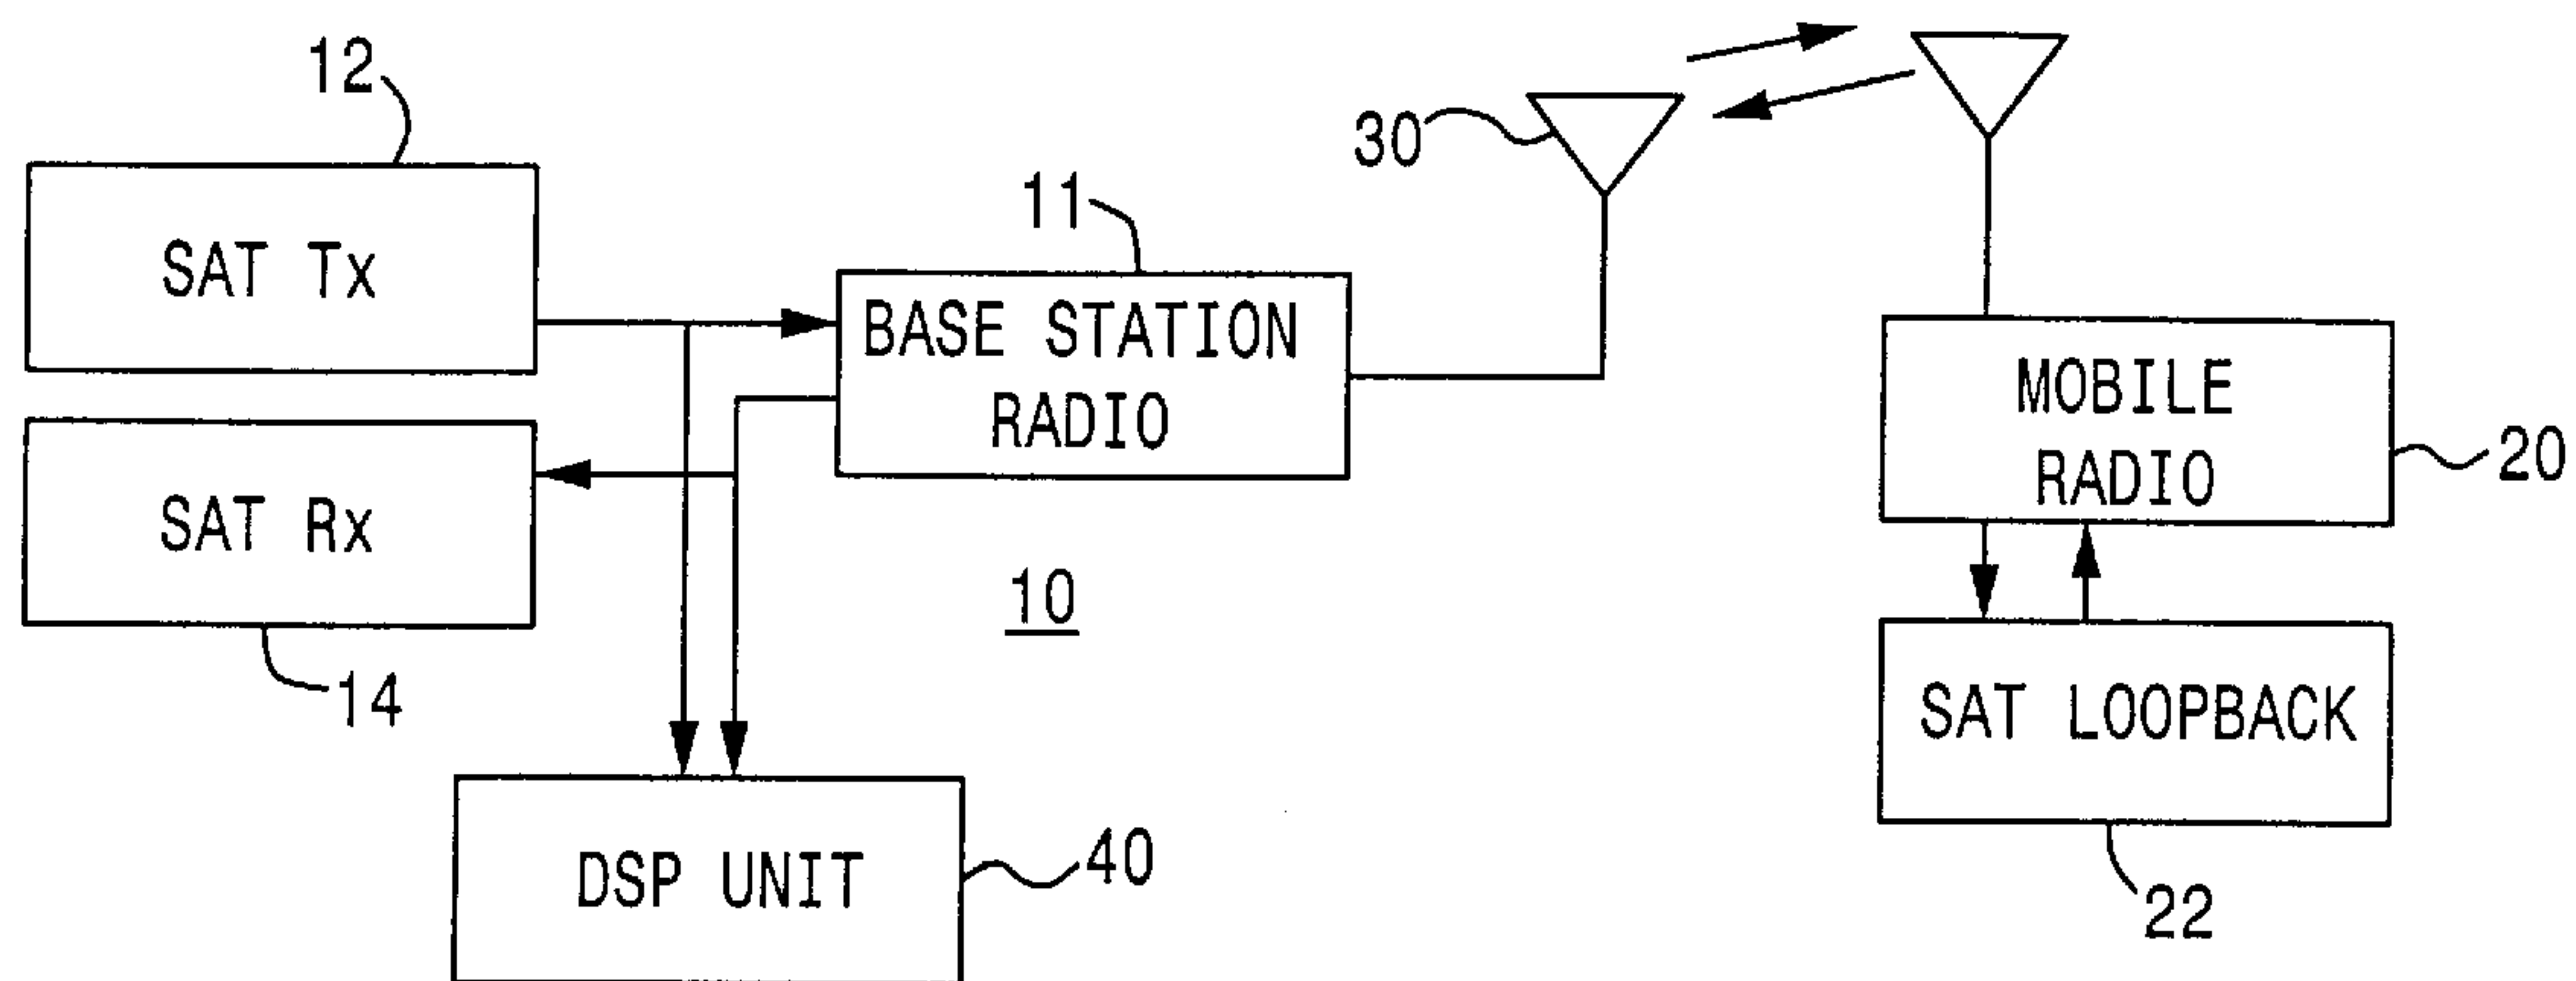 12
SAT Tx
11
BASE STATION
RADIO
30
MOBILE
RADIO
20
SAT Rx
14
10
SAT LOOPBACK
22
DSP UNIT
40